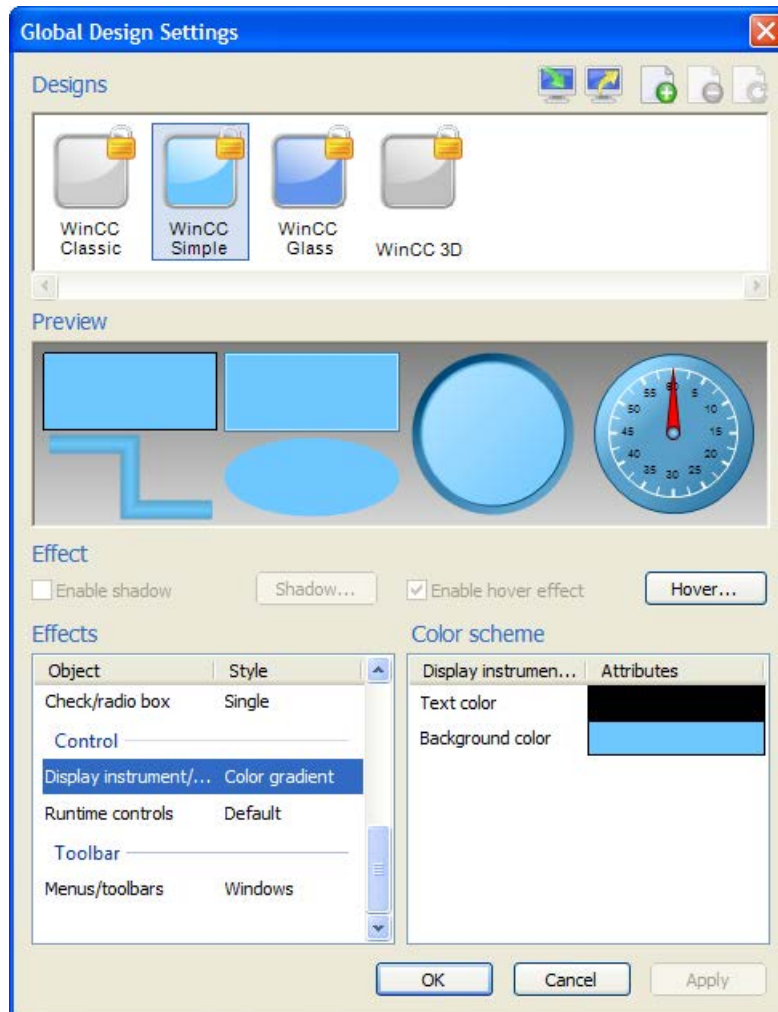 Global Design Settings
Designs
WinCC
Classic
WinCC
Simple
WinCC
Glass
WinCC 3D
Preview
60
5
10
15
20
25
30
35
40
45
50
55
Effect
Enable shadow
Shadow...
Enable hover effect
Hover...
Effects
Color scheme
Object Style
Check/radio box Single
Control
Display instrument/... Color gradient
Runtime controls Default
Toolbar
Menus/toolbars Windows
Display instrumen... Attributes
Text color
Background color
OK
Cancel
Apply